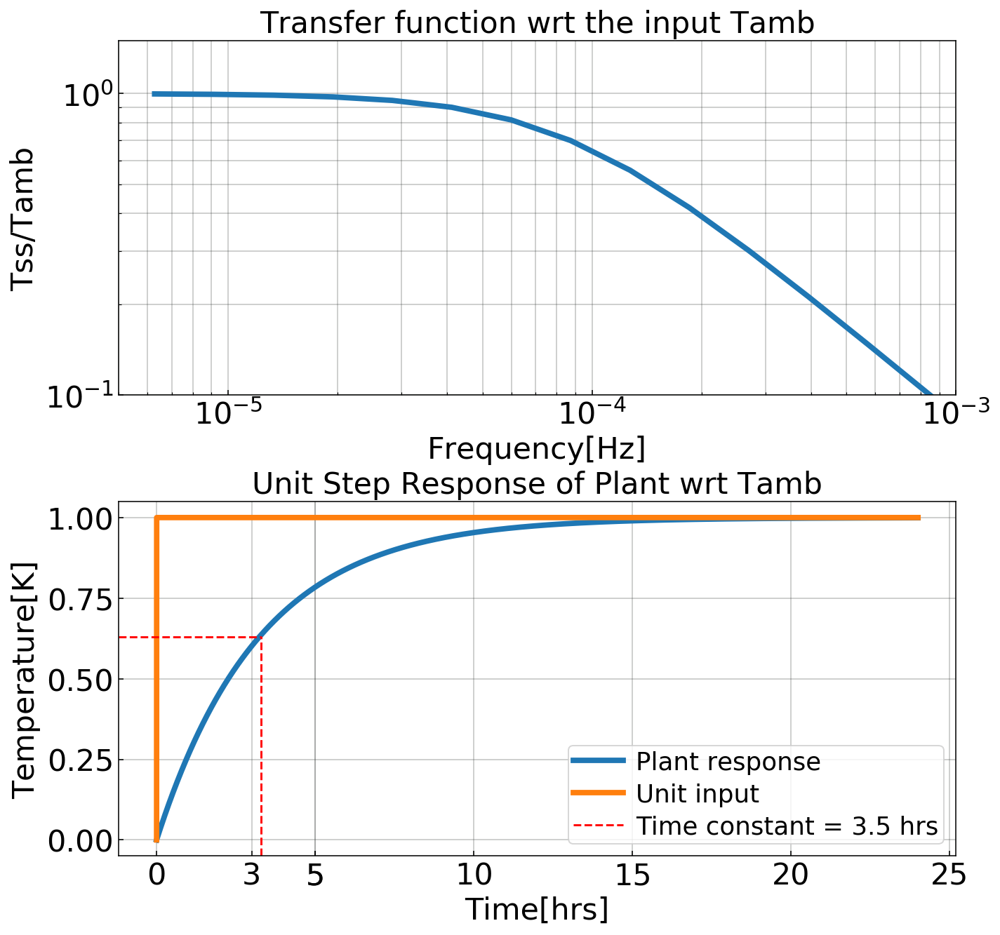 Transfer function wrt the input Tamb
10⁰
10⁻¹
Tss/Tamb
10⁻⁵ 10⁻⁴ 10⁻³
Frequency[Hz]
Unit Step Response of Plant wrt Tamb
1.00
0.75
0.50
0.25
0.00
Temperature[K]
Plant response
Unit input
Time constant = 3.5 hrs
0 3 5 10 15 20 25
Time[hrs]